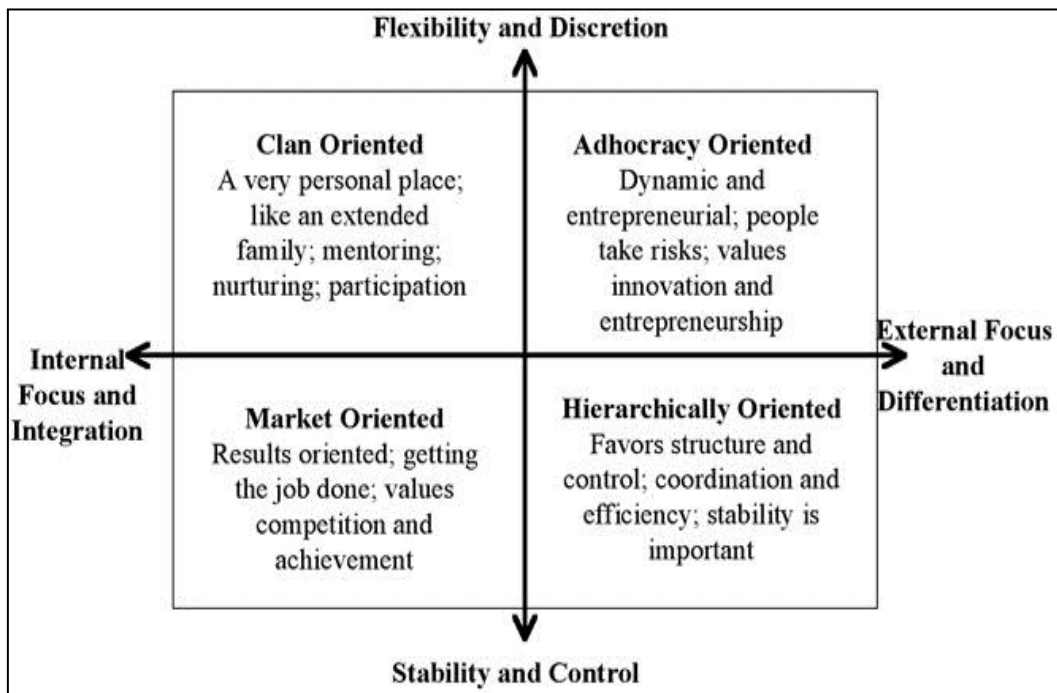 Flexibility and Discretion
Clan Oriented
A very personal place;
like an extended
family; mentoring;
nurturing; participation
Adhocracy Oriented
Dynamic and
entrepreneurial; people
take risks; values
innovation and
entrepreneurship
Internal
Focus and
Integration
External Focus
and
Differentiation
Market Oriented
Results oriented; getting
the job done; values
competition and
achievement
Hierarchically Oriented
Favors structure and
control; coordination and
efficiency; stability is
important
Stability and Control